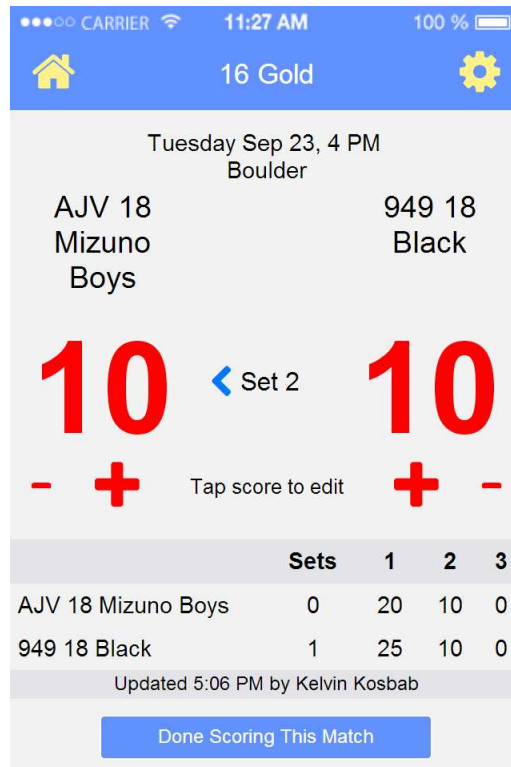 CARRIER 11:27 AM 100 %
16 Gold
Tuesday Sep 23, 4 PM
Boulder
AJV 18
Mizuno
Boys
949 18
Black
10 Set 2 10
- + Tap score to edit + -
Sets 1 2 3
AJV 18 Mizuno Boys 0 20 10 0
949 18 Black 1 25 10 0
Updated 5:06 PM by Kelvin Kosbab
Done Scoring This Match